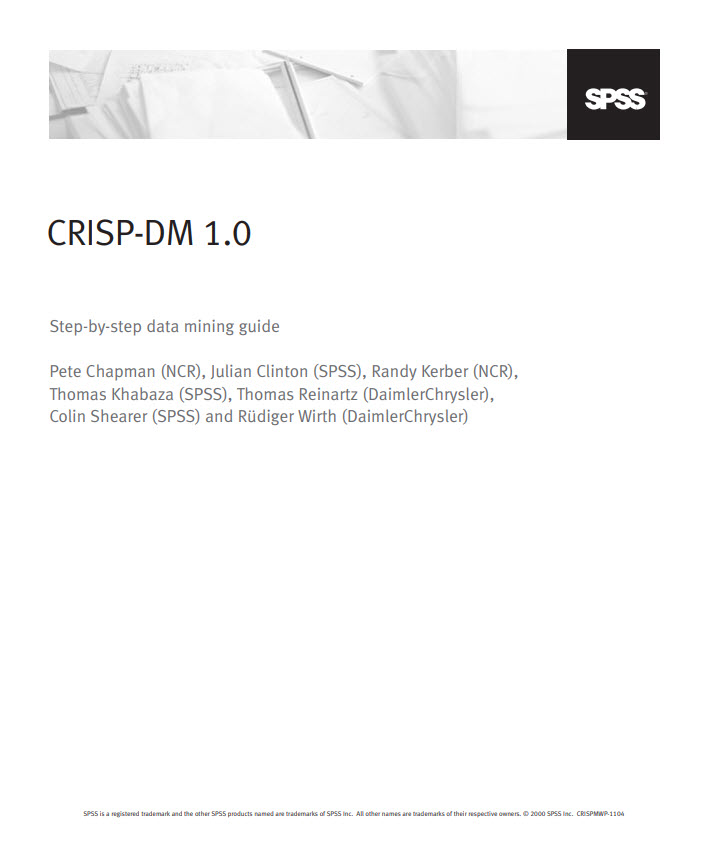 SPSS
CRISP-DM 1.0
Step-by-step data mining guide
Pete Chapman (NCR), Julian Clinton (SPSS), Randy Kerber (NCR),
Thomas Khabaza (SPSS), Thomas Reinartz (DaimlerChrysler),
Colin Shearer (SPSS) and Rüdiger Wirth (DaimlerChrysler)
SPSS is a registered trademark and the other SPSS products named are trademarks of SPSS Inc. All other names are trademarks of their respective owners. © 2000 SPSS Inc. CRISPMWP-1104